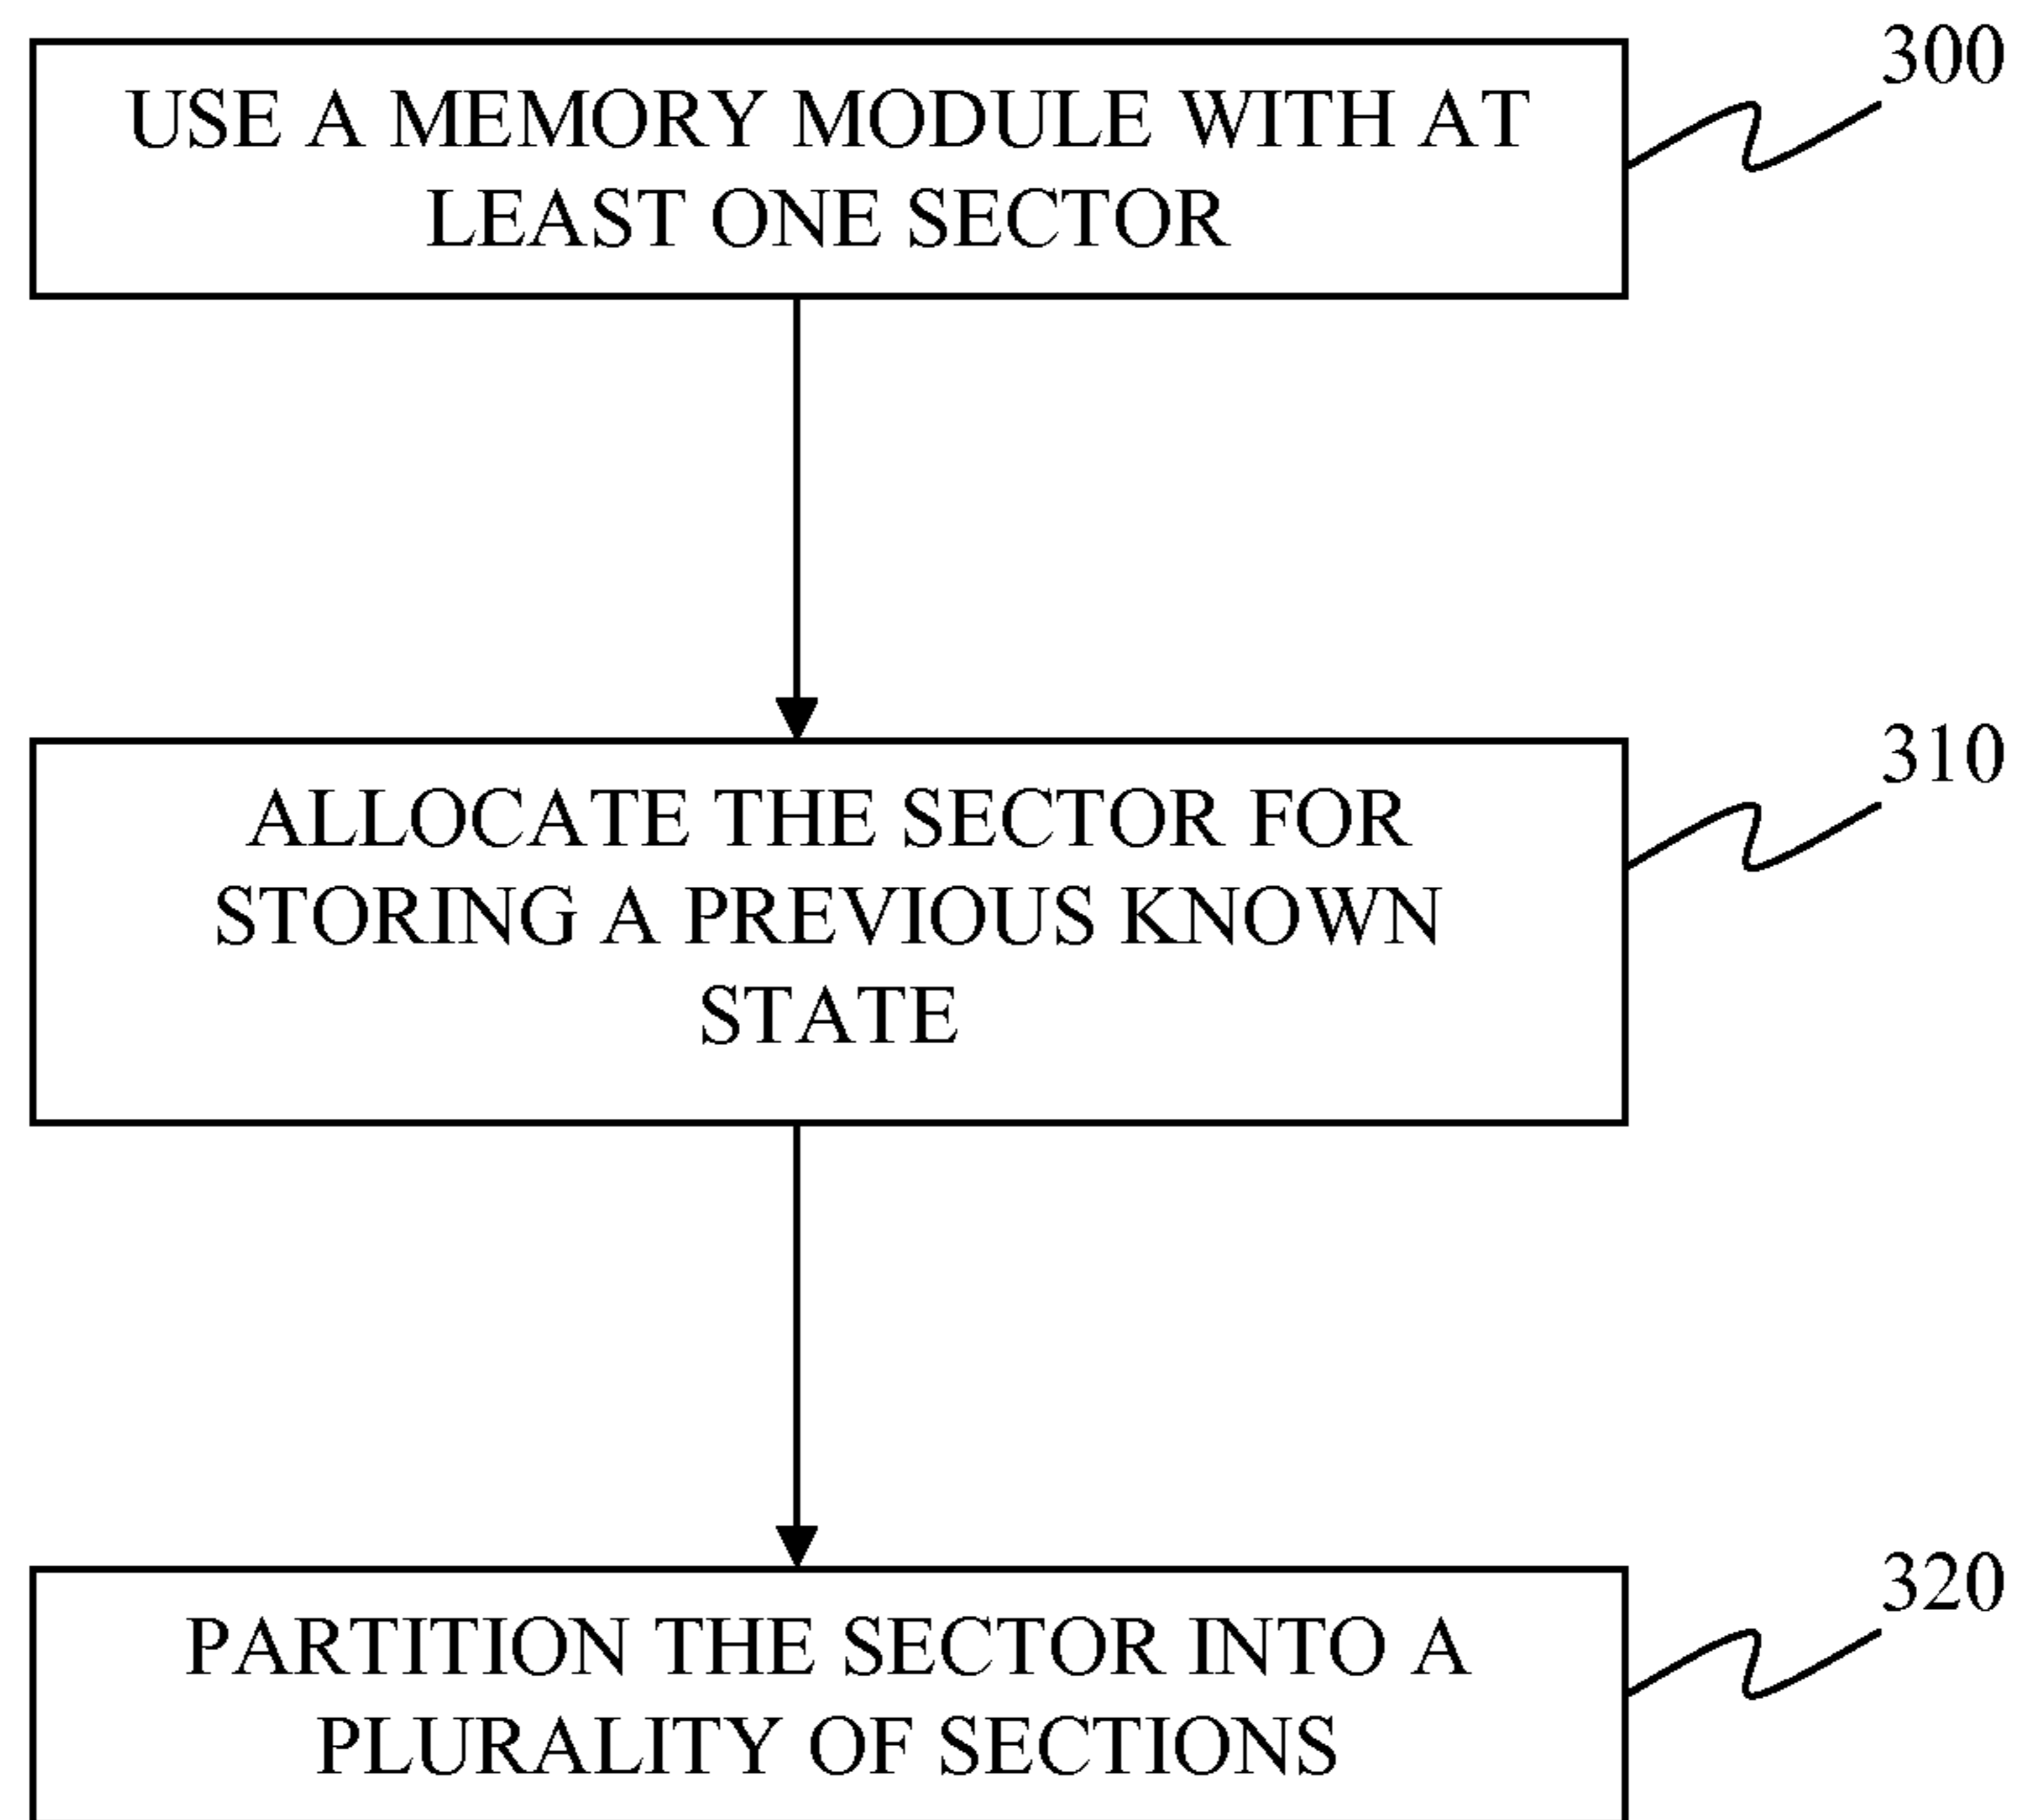 300
USE A MEMORY MODULE WITH AT
LEAST ONE SECTOR
310
ALLOCATE THE SECTOR FOR
STORING A PREVIOUS KNOWN
STATE
320
PARTITION THE SECTOR INTO A
PLURALITY OF SECTIONS